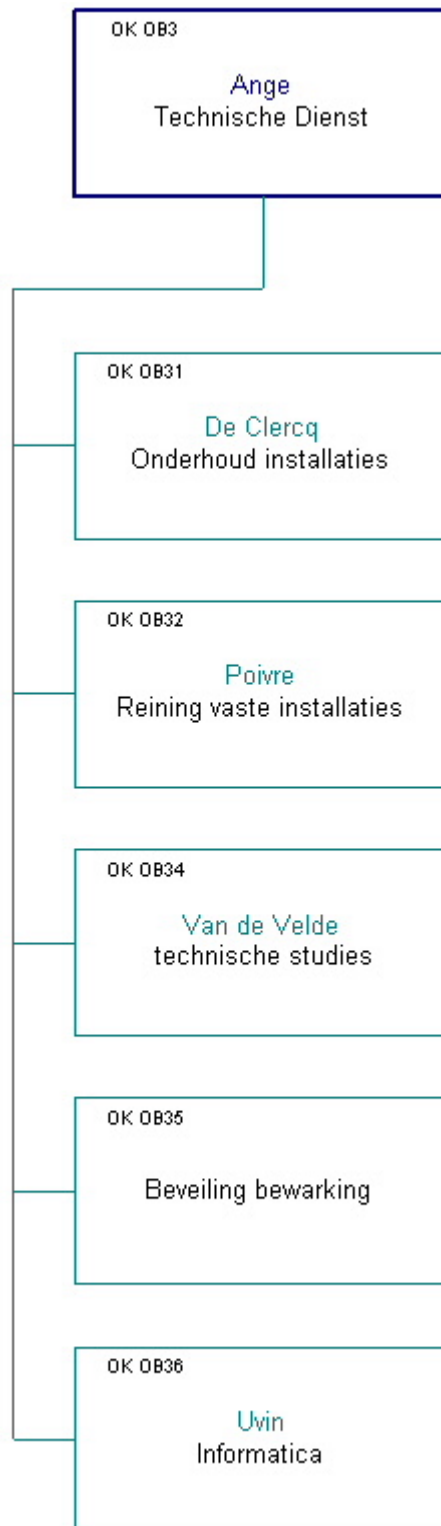 OK OB3
Ange
Technische Dienst
OK OB31
De Clercq
Onderhoud installaties
OK OB32
Poivre
Reining vaste installaties
OK OB34
Van de Velde
technische studies
OK OB35
Beveiling bewarking
OK OB36
Uvin
Informatica